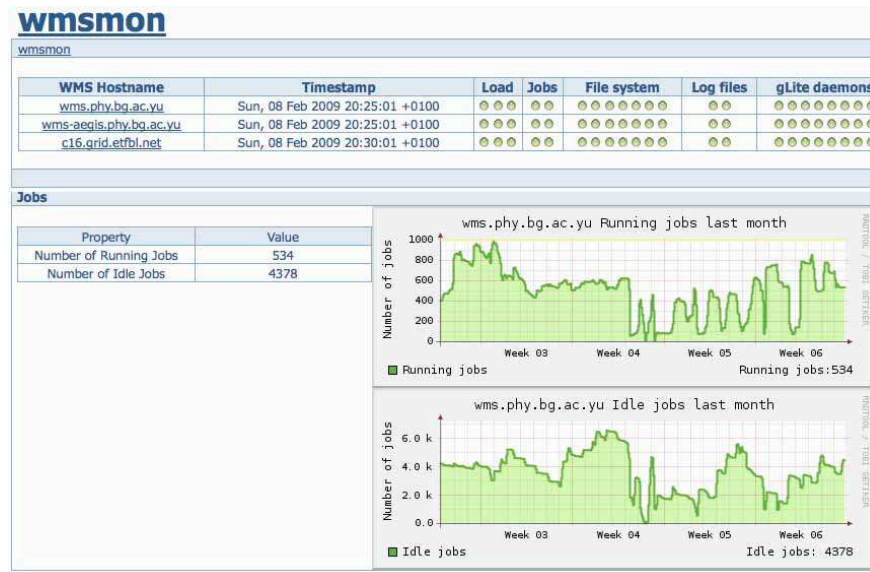 wmsmon
wmsmon
WMS Hostname Timestamp Load Jobs File system Log files gLite daemons
wms.phy.bg.ac.yu Sun, 08 Feb 2009 20:25:01 +0100
wms-aegis.phy.bg.ac.yu Sun, 08 Feb 2009 20:25:01 +0100
c16.grid.etfbl.net Sun, 08 Feb 2009 20:30:01 +0100
Jobs
Property Value
Number of Running Jobs 534
Number of Idle Jobs 4378
wms.phy.bg.ac.yu Running jobs last month
Number of jobs
1000
800
600
400
200
0
Week 03 Week 04 Week 05 Week 06
Running jobs Running jobs:534
RRDTOOL / TOBI OETIKER
wms.phy.bg.ac.yu Idle jobs last month
Number of jobs
6.0 k
4.0 k
2.0 k
0.0
Week 03 Week 04 Week 05 Week 06
Idle jobs Idle jobs: 4378
RRDTOOL / TOBI OETIKER